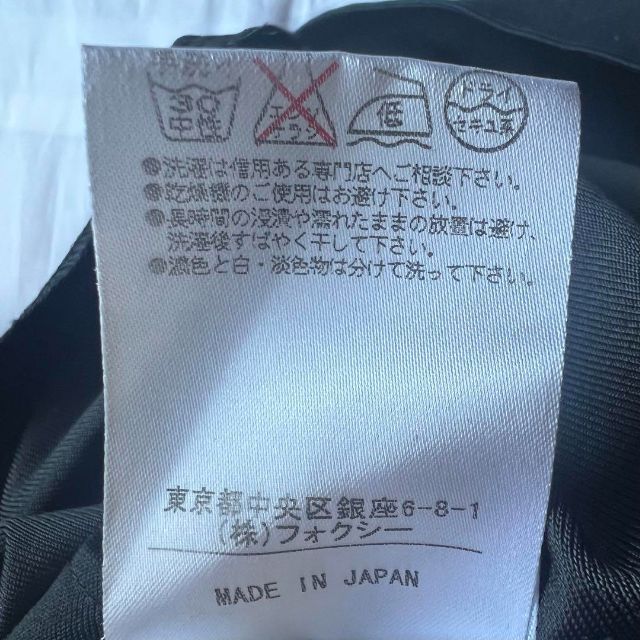 30
中性
エンソ
サラシ
低
ドライ
セキユ系
●洗濯は信用ある専門店へご相談下さい。
●乾燥機のご使用はお避け下さい。
●長時間の浸漬や濡れたままの放置は避け、
洗濯後すばやく干して下さい。
●濃色と白・淡色物は分けて洗って下さい。
東京都中央区銀座6-8-1
(株)フォクシー
MADE IN JAPAN